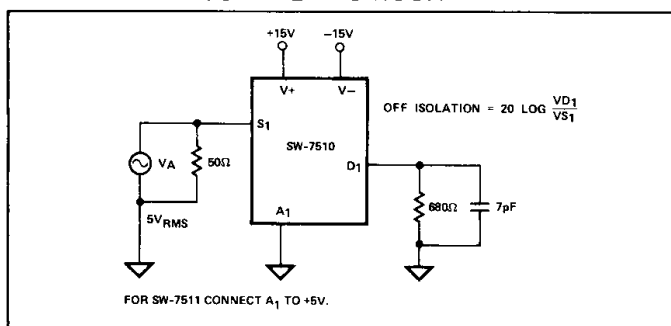 +15V
-15V
V+
V-
OFF ISOLATION = 20 LOG VD1
VS1
S1
SW-7510
VA
50Ω
D1
5VRMS
A1
680Ω
7pF
FOR SW-7511 CONNECT A1 TO +5V.